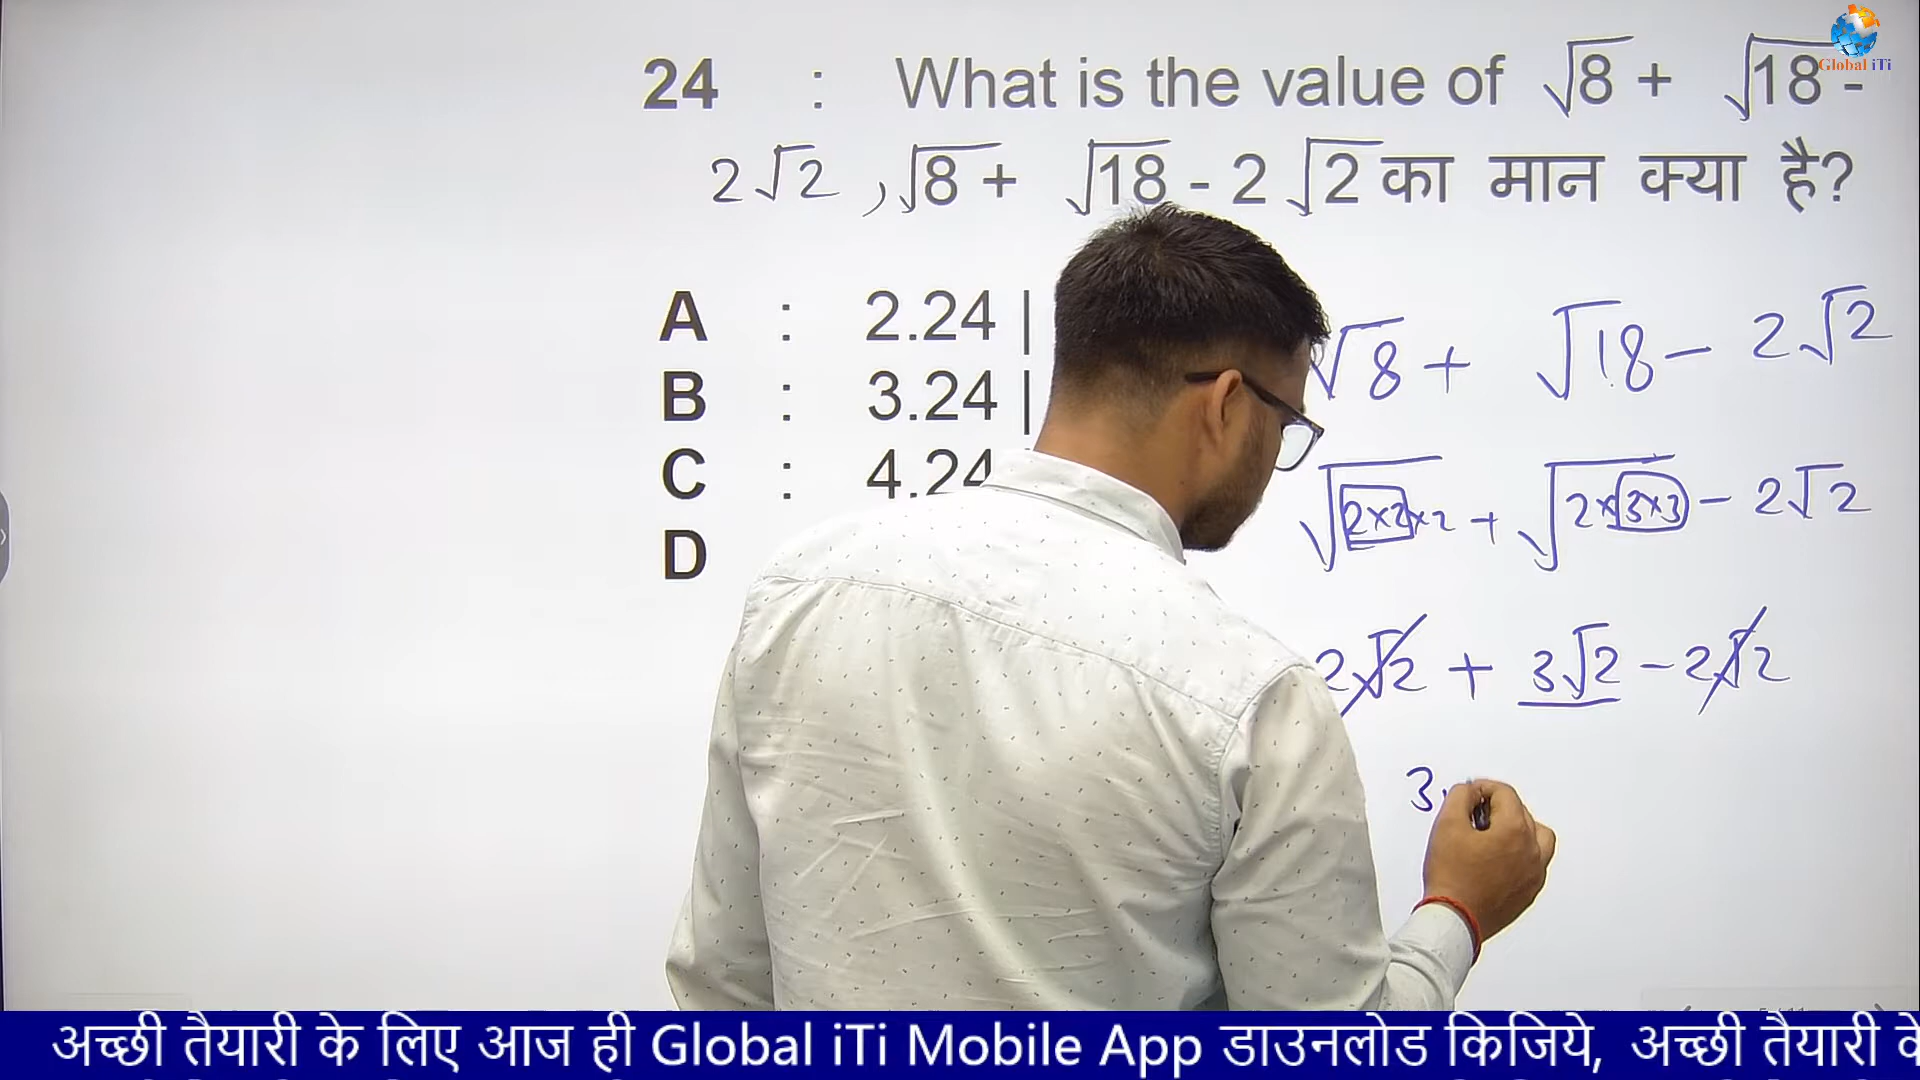 Global iTi
24 : What is the value of √8 + √18 -
2√2 , √8 + √18 - 2 √2 का मान क्या है?
A : 2.24 |
B : 3.24 |
C : 4.24
D
√8 + √18 - 2√2
√2×2×2 + √2×3×3 - 2√2
2√2 + 3√2 - 2√2
3
अच्छी तैयारी के लिए आज ही Global iTi Mobile App डाउनलोड किजिये, अच्छी तैयारी के